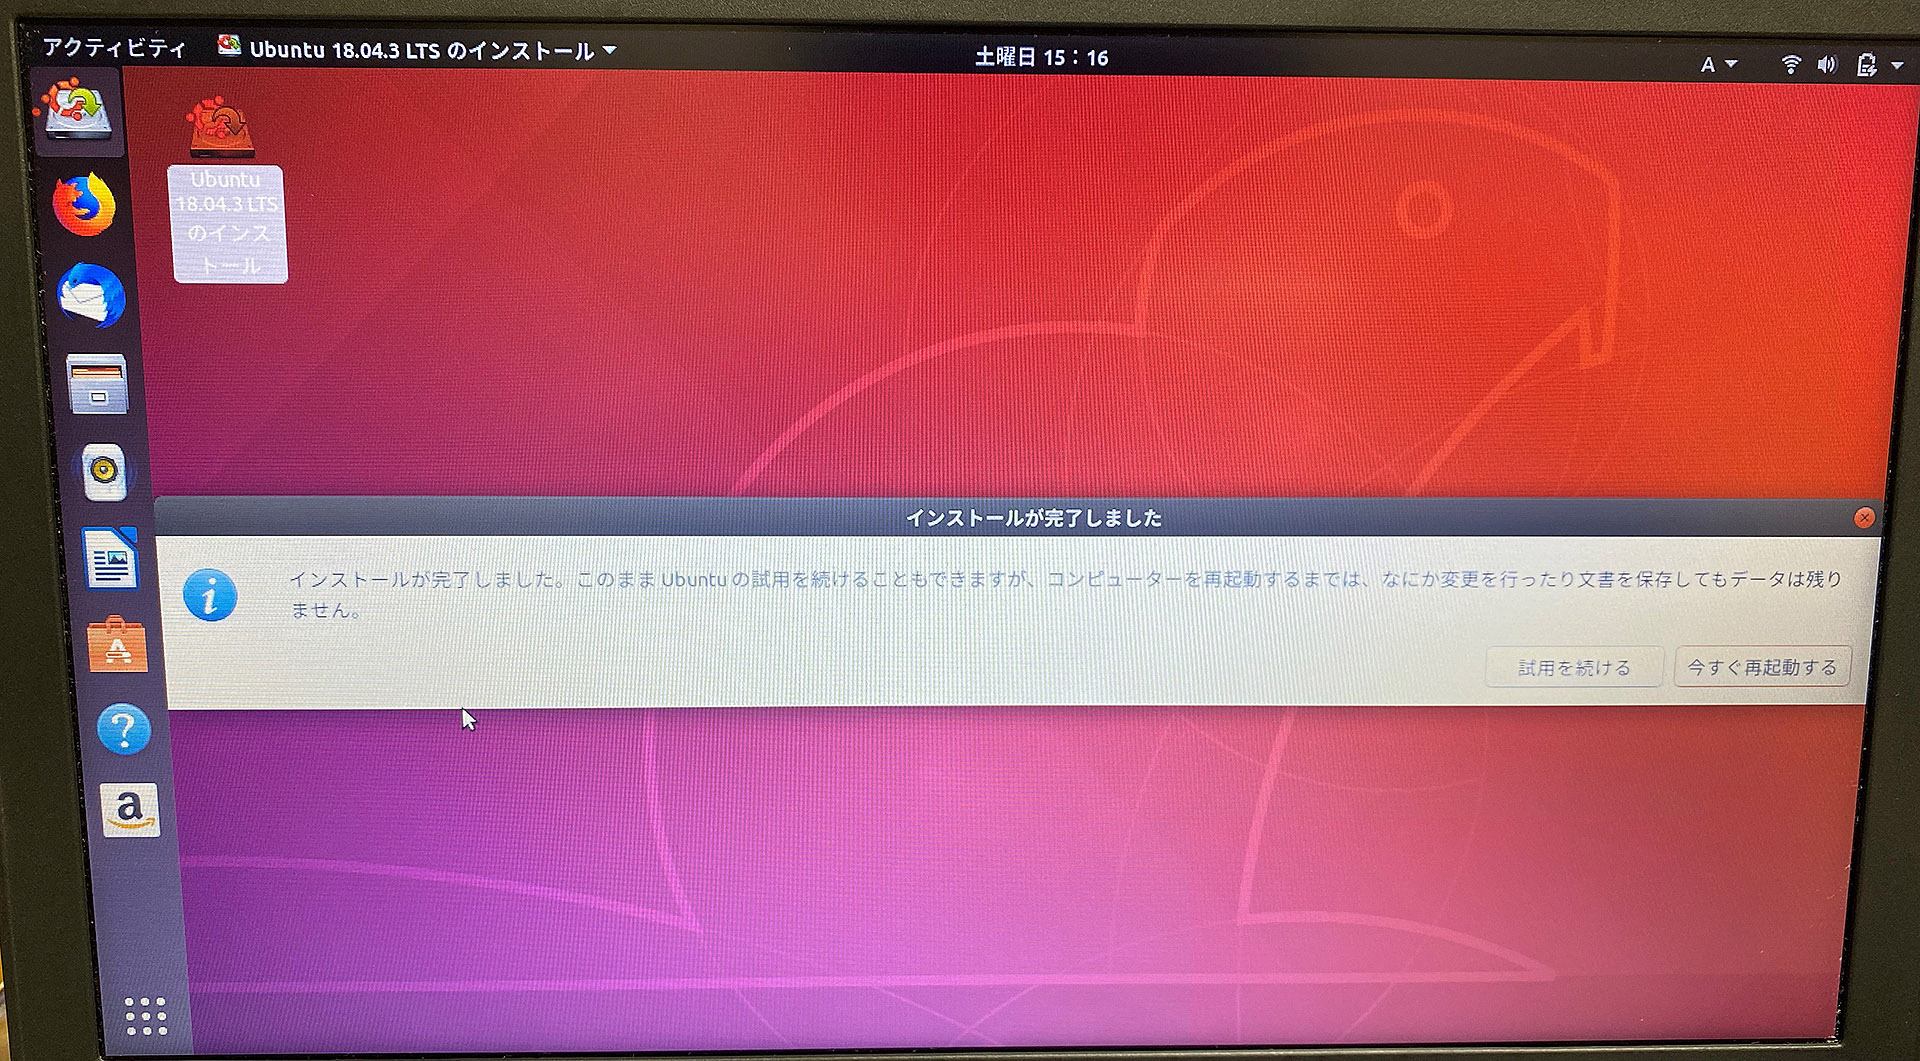 アクティビティ
Ubuntu 18.04.3 LTS のインストール
土曜日 15：16
A
Ubuntu
18.04.3 LTS
のインス
トール
インストールが完了しました
インストールが完了しました。このまま Ubuntu の試用を続けることもできますが、コンピューターを再起動するまでは、なにか変更を行ったり文書を保存してもデータは残り
ません。
試用を続ける
今すぐ再起動する
a